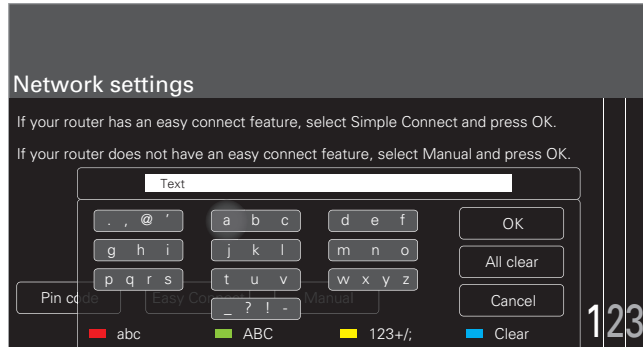 Network settings
If your router has an easy connect feature, select Simple Connect and press OK.
If your router does not have an easy connect feature, select Manual and press OK.
Text
. , @ ' a b c d e f OK
g h i j k l m n o All clear
p q r s t u v w x y z
Pin code Easy Connect Manual
_ ? ! - Cancel
abc ABC 123+/; Clear
123